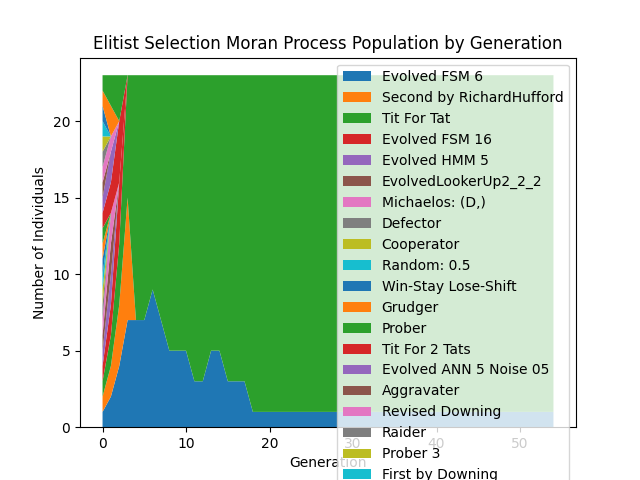 Elitist Selection Moran Process Population by Generation
Number of Individuals
20
15
10
5
0
0
10
20
30
40
50
Generation
Evolved FSM 6
Second by RichardHufford
Tit For Tat
Evolved FSM 16
Evolved HMM 5
EvolvedLookerUp2_2_2
Michaelos: (D,)
Defector
Cooperator
Random: 0.5
Win-Stay Lose-Shift
Grudger
Prober
Tit For 2 Tats
Evolved ANN 5 Noise 05
Aggravater
Revised Downing
Raider
Prober 3
First by Downing